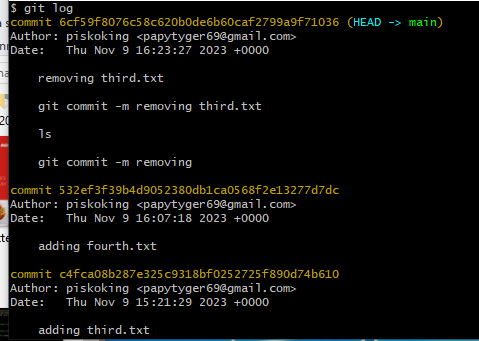 $ git log
commit 6cf59f8076c58c620b0de6b60caf2799a9f71036 (HEAD -> main)
Author: piskoking <papytyger69@gmail.com>
Date:   Thu Nov 9 16:23:27 2023 +0000
removing third.txt
git commit -m removing third.txt
ls
git commit -m removing
commit 532ef3f39b4d9052380db1ca0568f2e13277d7dc
Author: piskoking <papytyger69@gmail.com>
Date:   Thu Nov 9 16:07:18 2023 +0000
adding fourth.txt
commit c4fca08b287e325c9318bf0252725f890d74b610
Author: piskoking <papytyger69@gmail.com>
Date:   Thu Nov 9 15:21:29 2023 +0000
adding third.txt